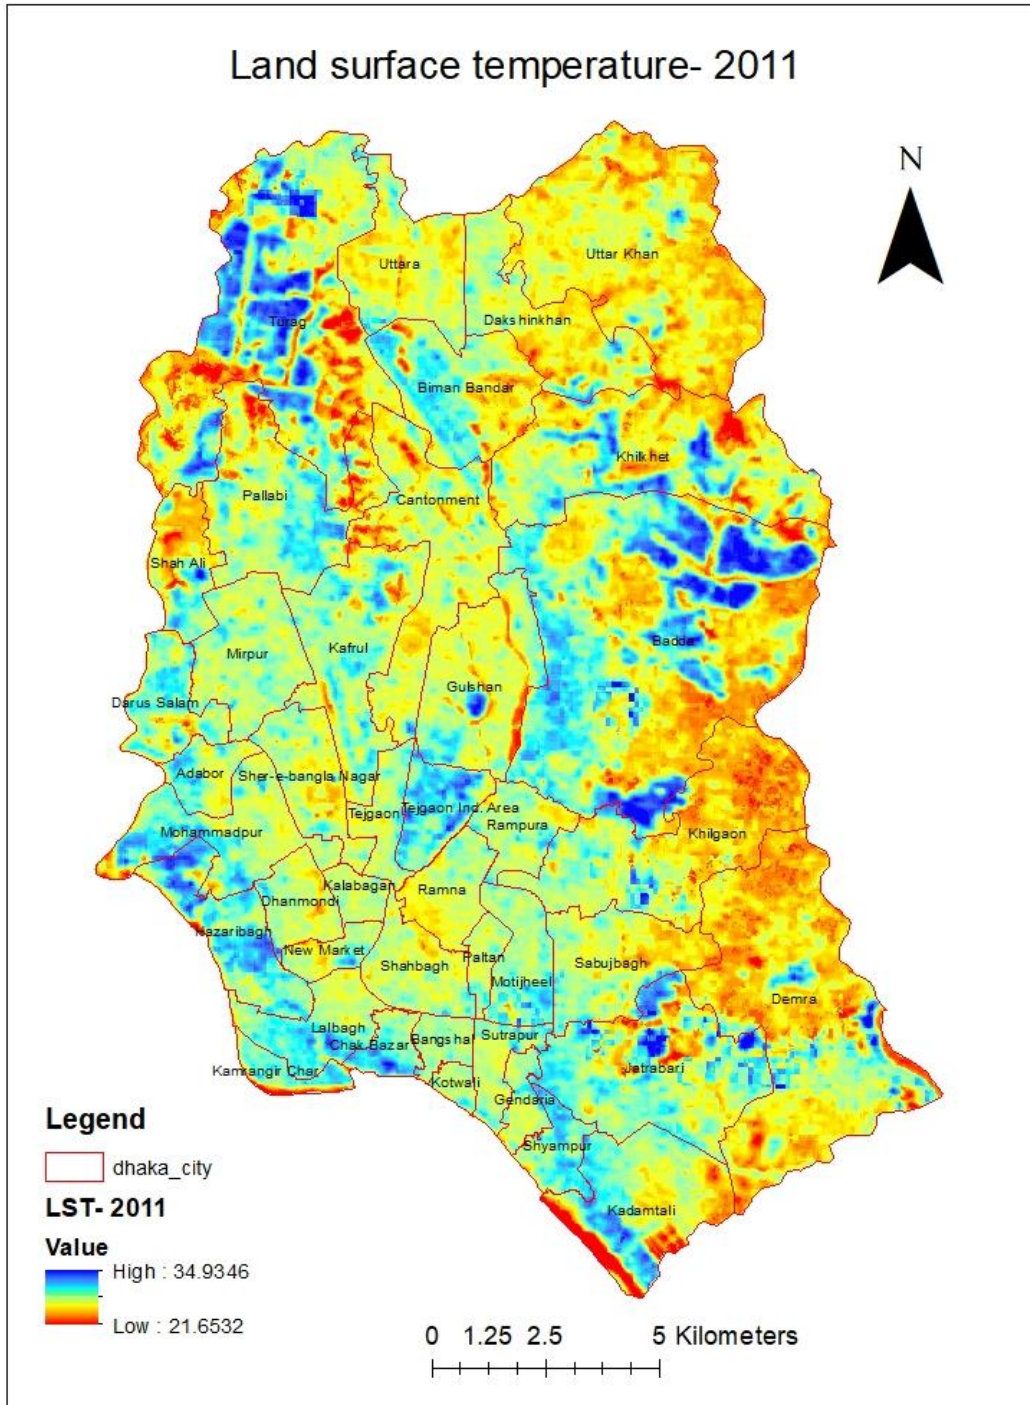 Land surface temperature- 2011
N
Uttara
Uttar Khan
Turag
Dakshinkhan
Biman Bandar
Khilkhet
Pallabi
Cantonment
Shah Ali
Mirpur
Kafrul
Badda
Gulshan
Darus Salam
Adabor
Sher-e-bangla Nagar
Tejgaon
Tejgaon Ind. Area
Rampura
Mohammadpur
Khilgaon
Kalabagan
Ramna
Dhanmondi
Hazaribagh
New Market
Shahbagh
Paltan
Motijheel
Sabujbagh
Demra
Lalbagh
Chak Bazar
Bangshal
Sutrapur
Jatrabari
Kamrangir Char
Kotwali
Gendaria
Shyampur
Kadamtali
Legend
dhaka_city
LST- 2011
Value
High : 34.9346
Low : 21.6532
0 1.25 2.5 5 Kilometers